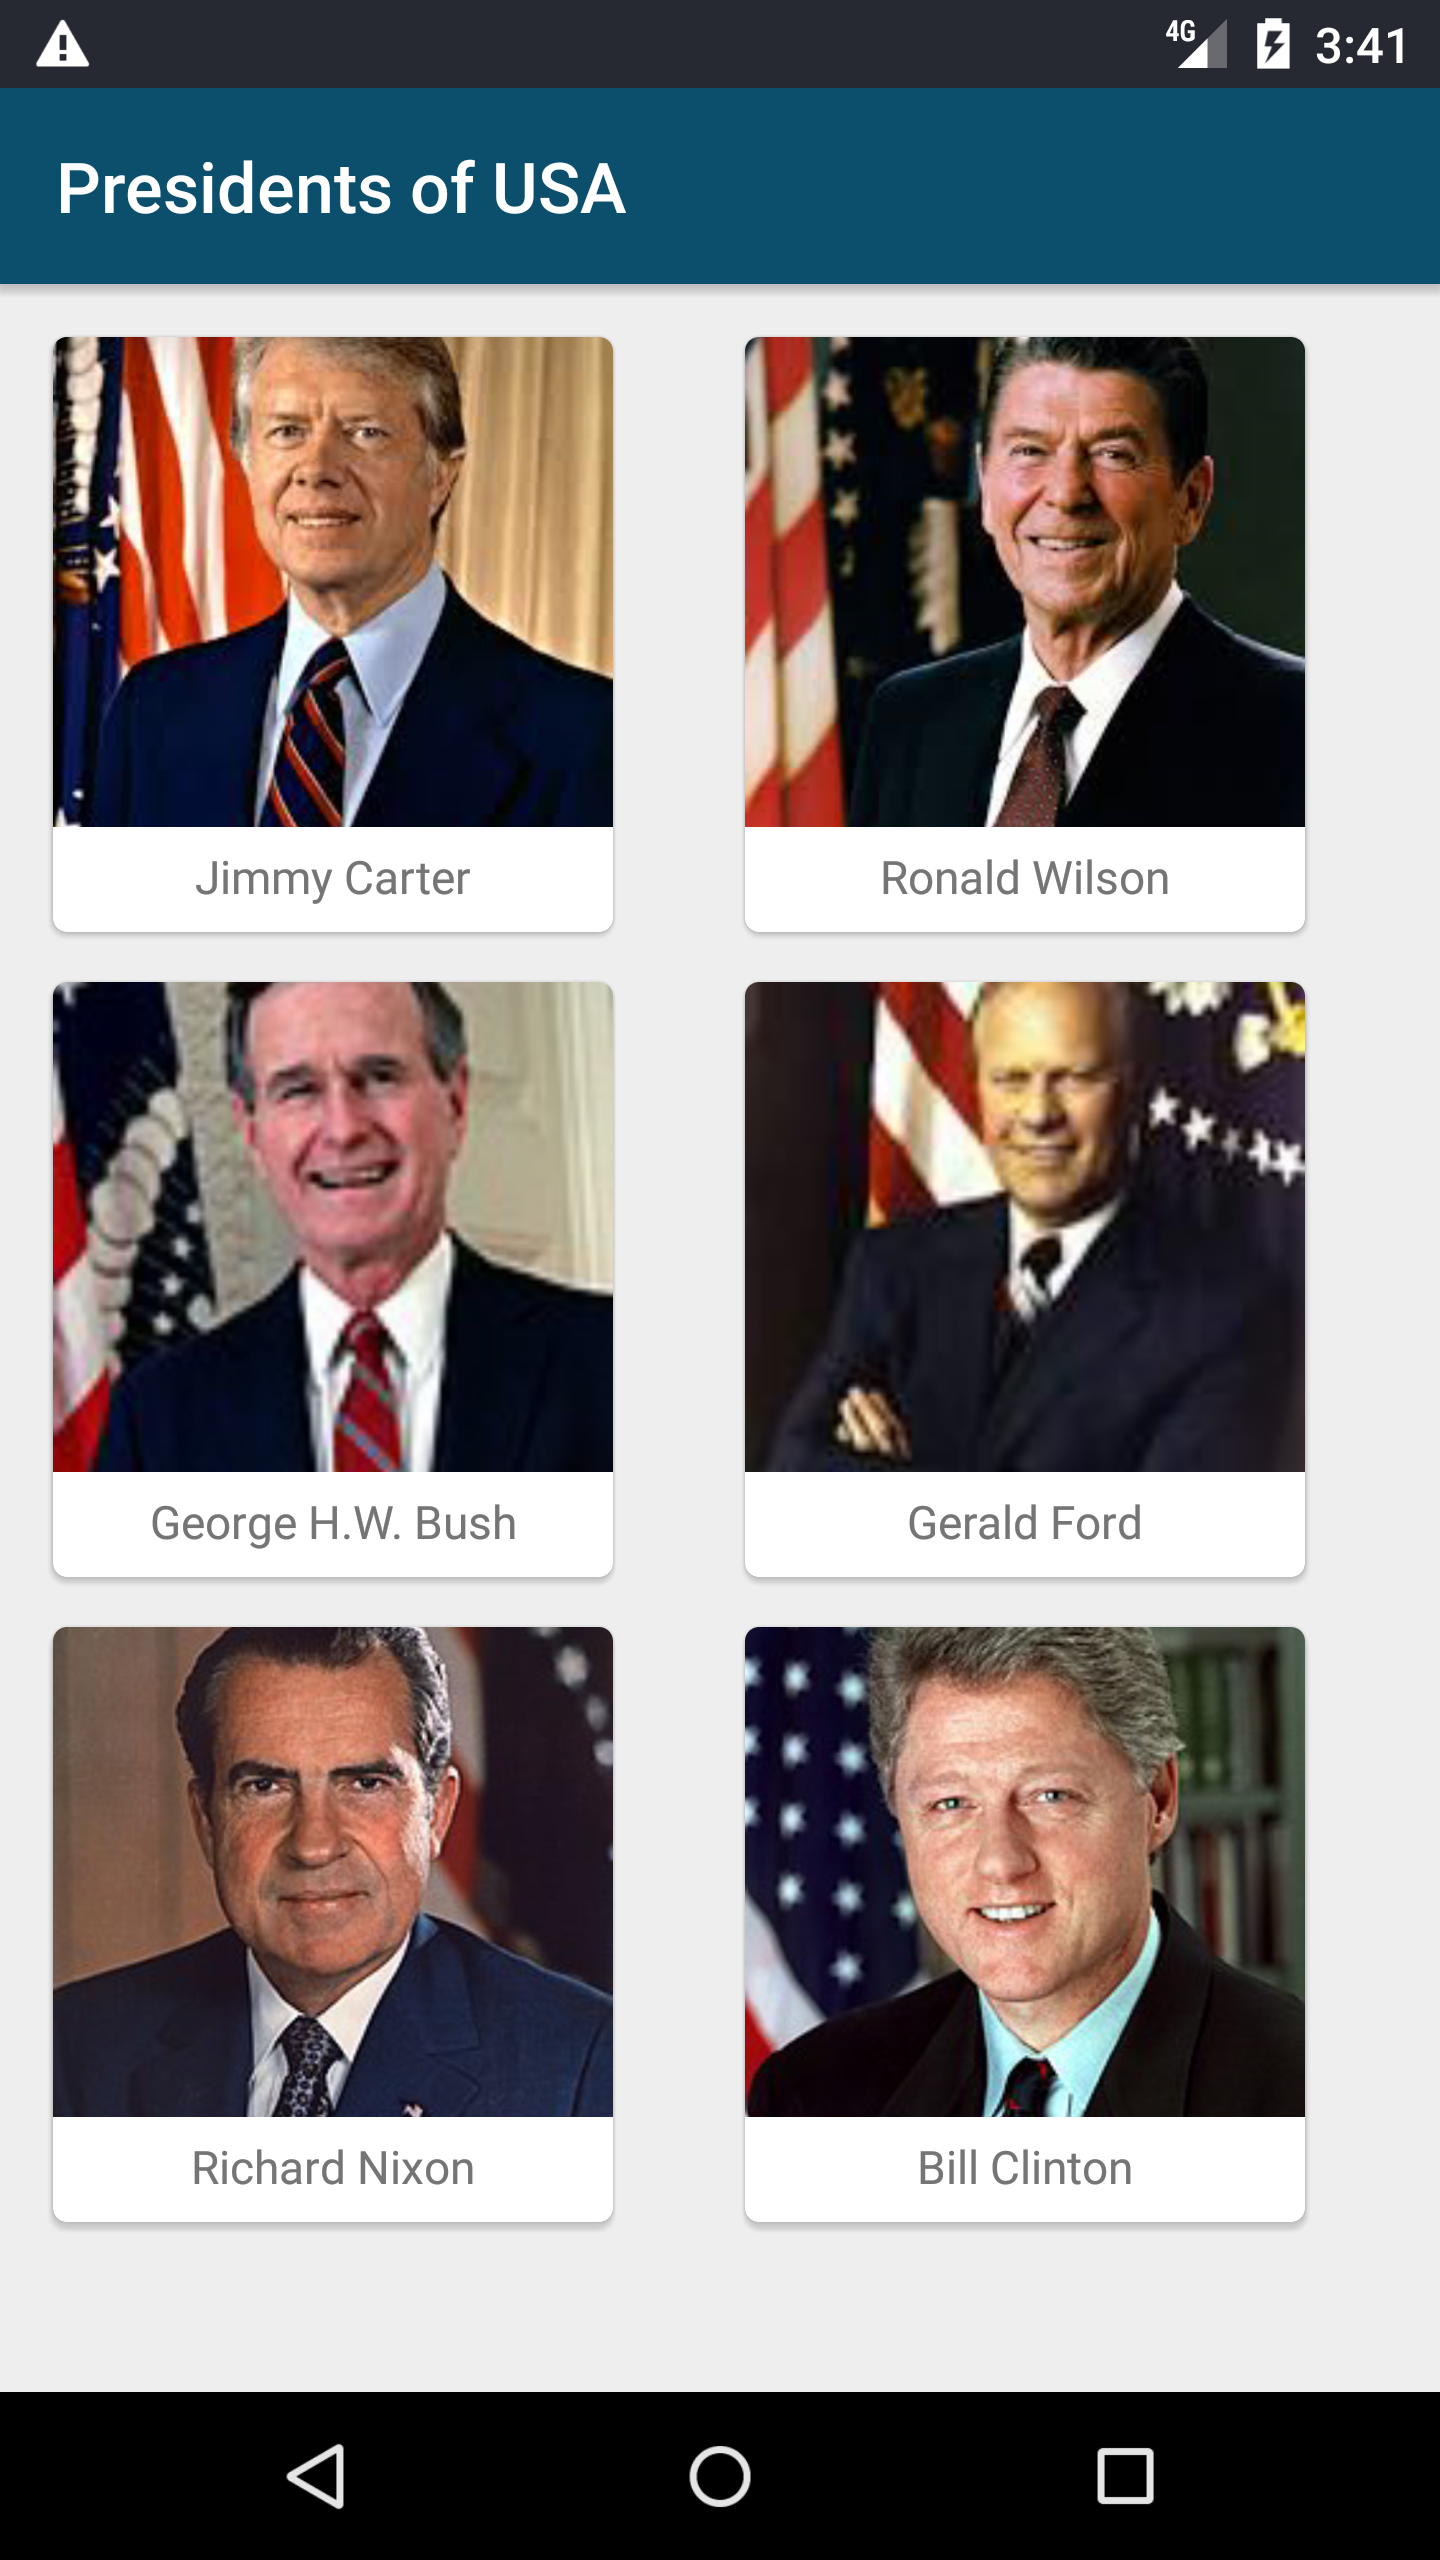 4G 3:41
Presidents of USA
Jimmy Carter
Ronald Wilson
George H.W. Bush
Gerald Ford
Richard Nixon
Bill Clinton